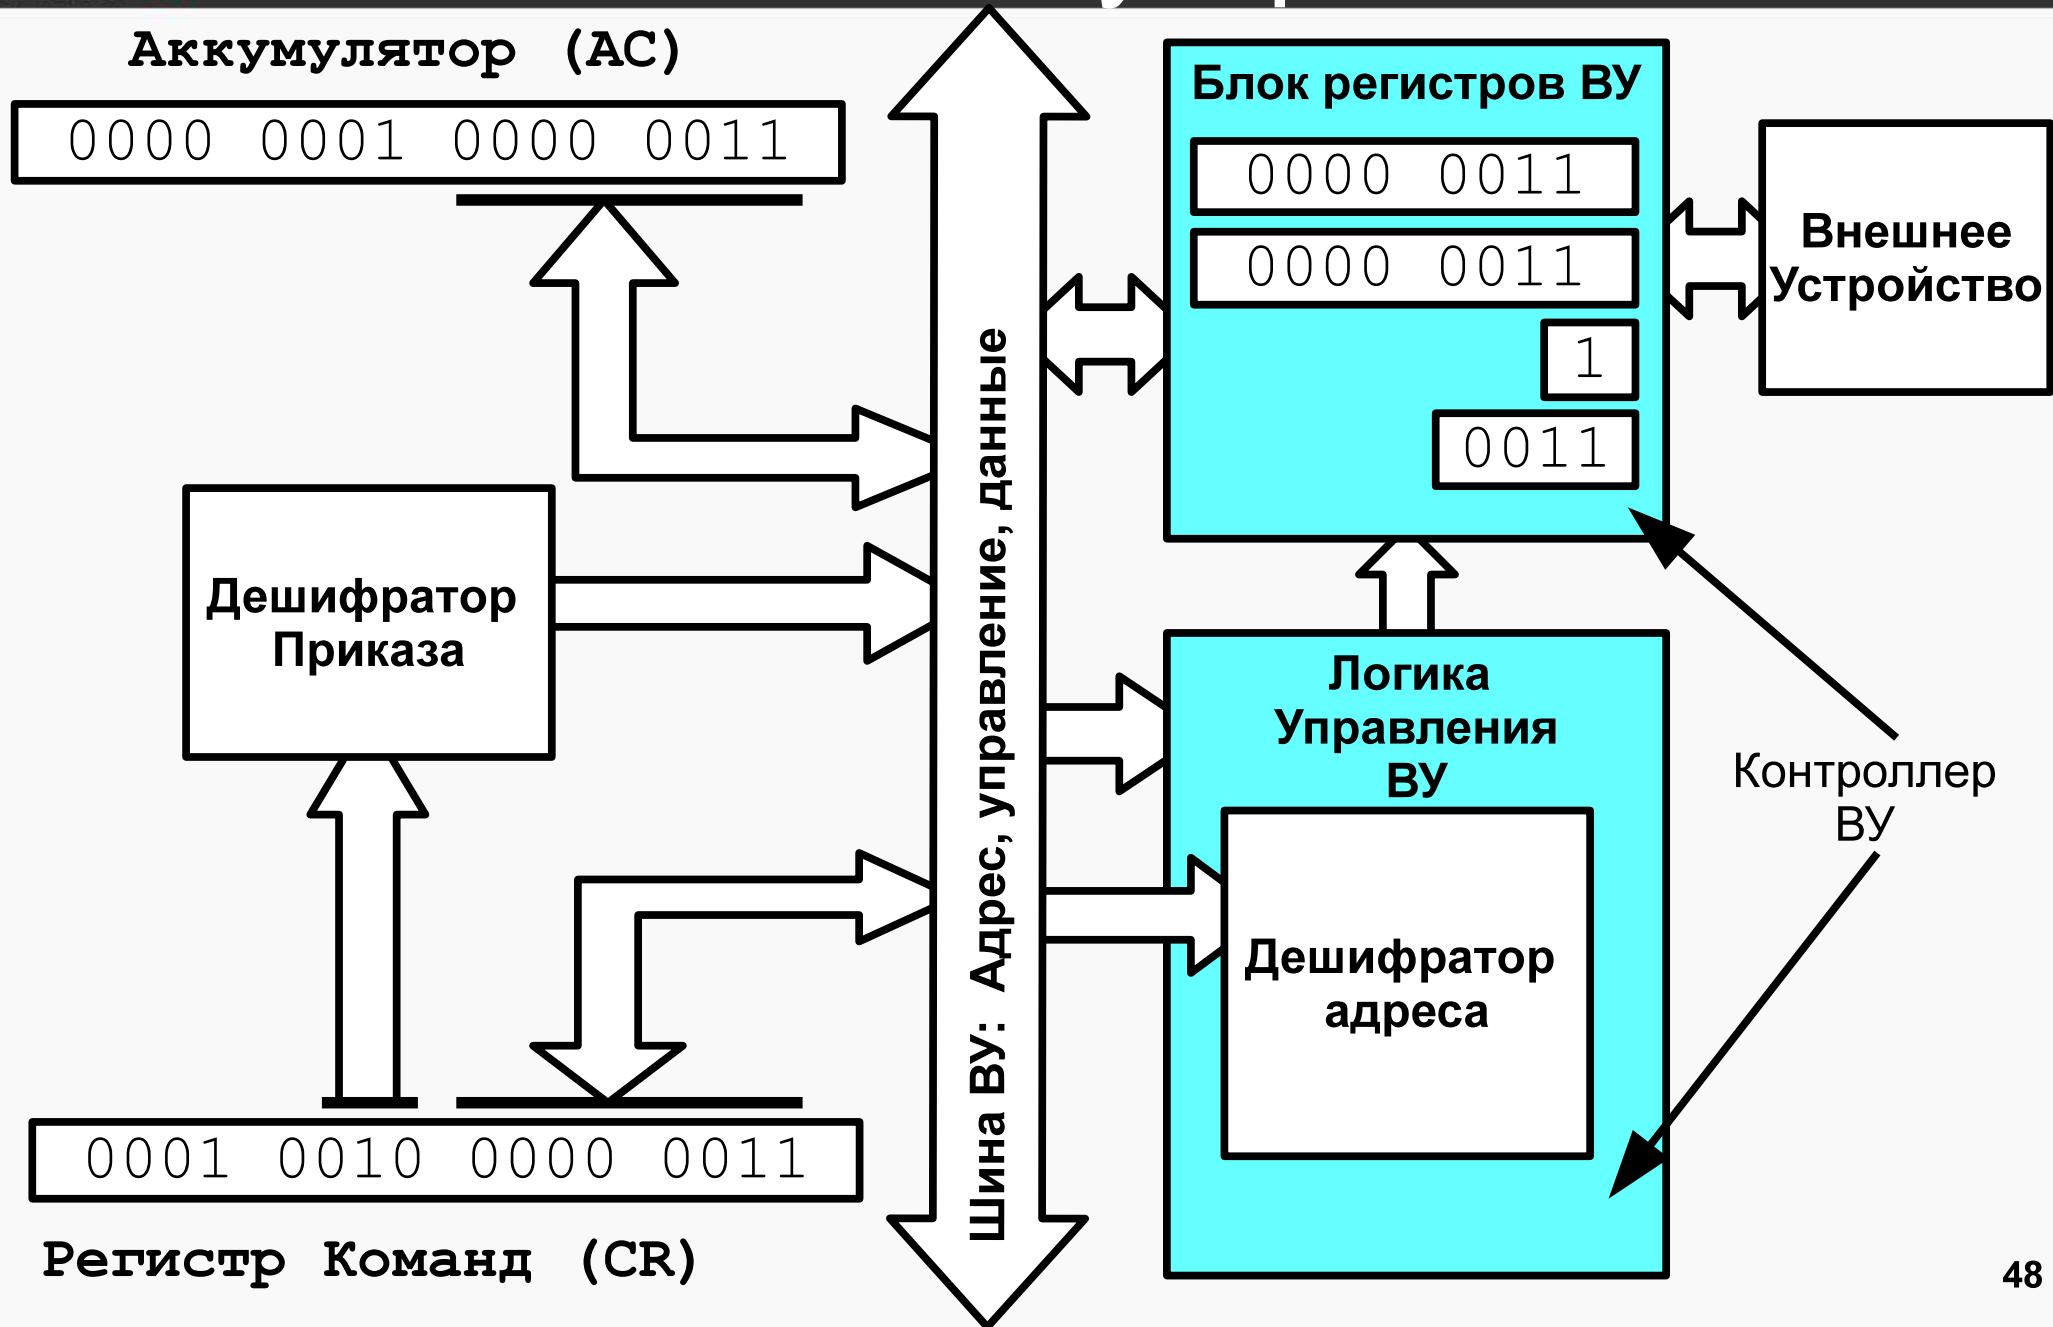 Аккумулятор (AC)
0000 0001 0000 0011
Дешифратор
Приказа
0001 0010 0000 0011
Регистр Команд (CR)
Шина ВУ: Адрес, управление, данные
Блок регистров ВУ
0000 0011
0000 0011
1
0011
Внешнее
Устройство
Логика
Управления
ВУ
Дешифратор
адреса
Контроллер
ВУ
48